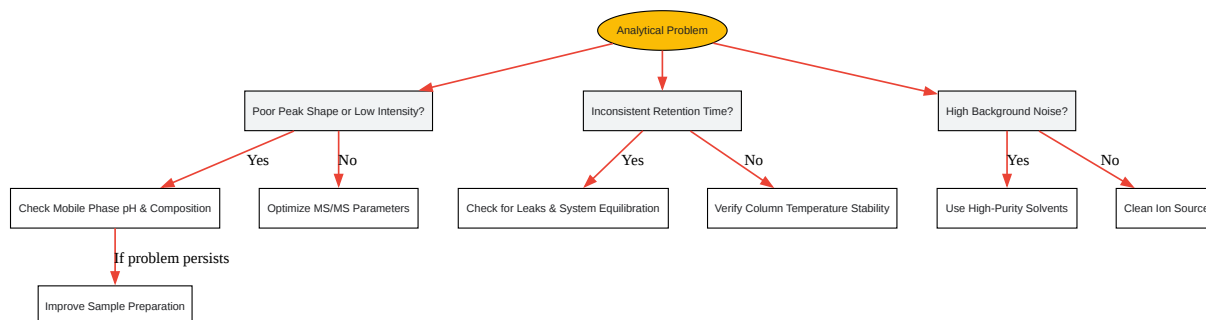 Analytical Problem
Poor Peak Shape or Low Intensity?
Inconsistent Retention Time?
High Background Noise?
Yes
No
Yes
No
Yes
No
Check Mobile Phase pH & Composition
Optimize MS/MS Parameters
Check for Leaks & System Equilibration
Verify Column Temperature Stability
Use High-Purity Solvents
Clean Ion Source
If problem persists
Improve Sample Preparation